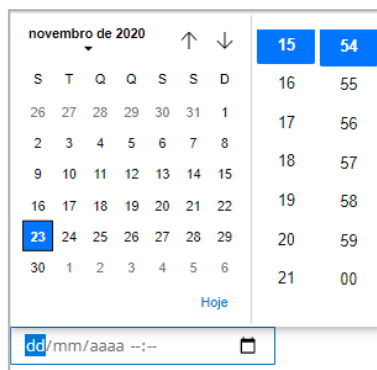 novembro de 2020
S T Q Q S S D
26 27 28 29 30 31 1
2 3 4 5 6 7 8
9 10 11 12 13 14 15
16 17 18 19 20 21 22
23 24 25 26 27 28 29
30 1 2 3 4 5 6
Hoje
15 54
16 55
17 56
18 57
19 58
20 59
21 00
dd/mm/aaaa --:--